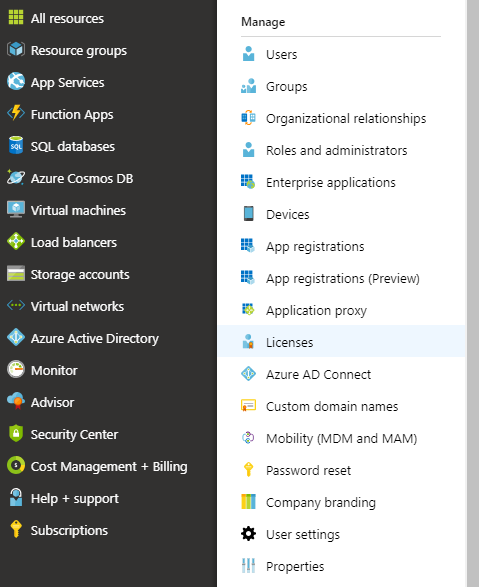 All resources
Resource groups
App Services
Function Apps
SQL databases
Azure Cosmos DB
Virtual machines
Load balancers
Storage accounts
Virtual networks
Azure Active Directory
Monitor
Advisor
Security Center
Cost Management + Billing
Help + support
Subscriptions
Manage
Users
Groups
Organizational relationships
Roles and administrators
Enterprise applications
Devices
App registrations
App registrations (Preview)
Application proxy
Licenses
Azure AD Connect
Custom domain names
Mobility (MDM and MAM)
Password reset
Company branding
User settings
Properties